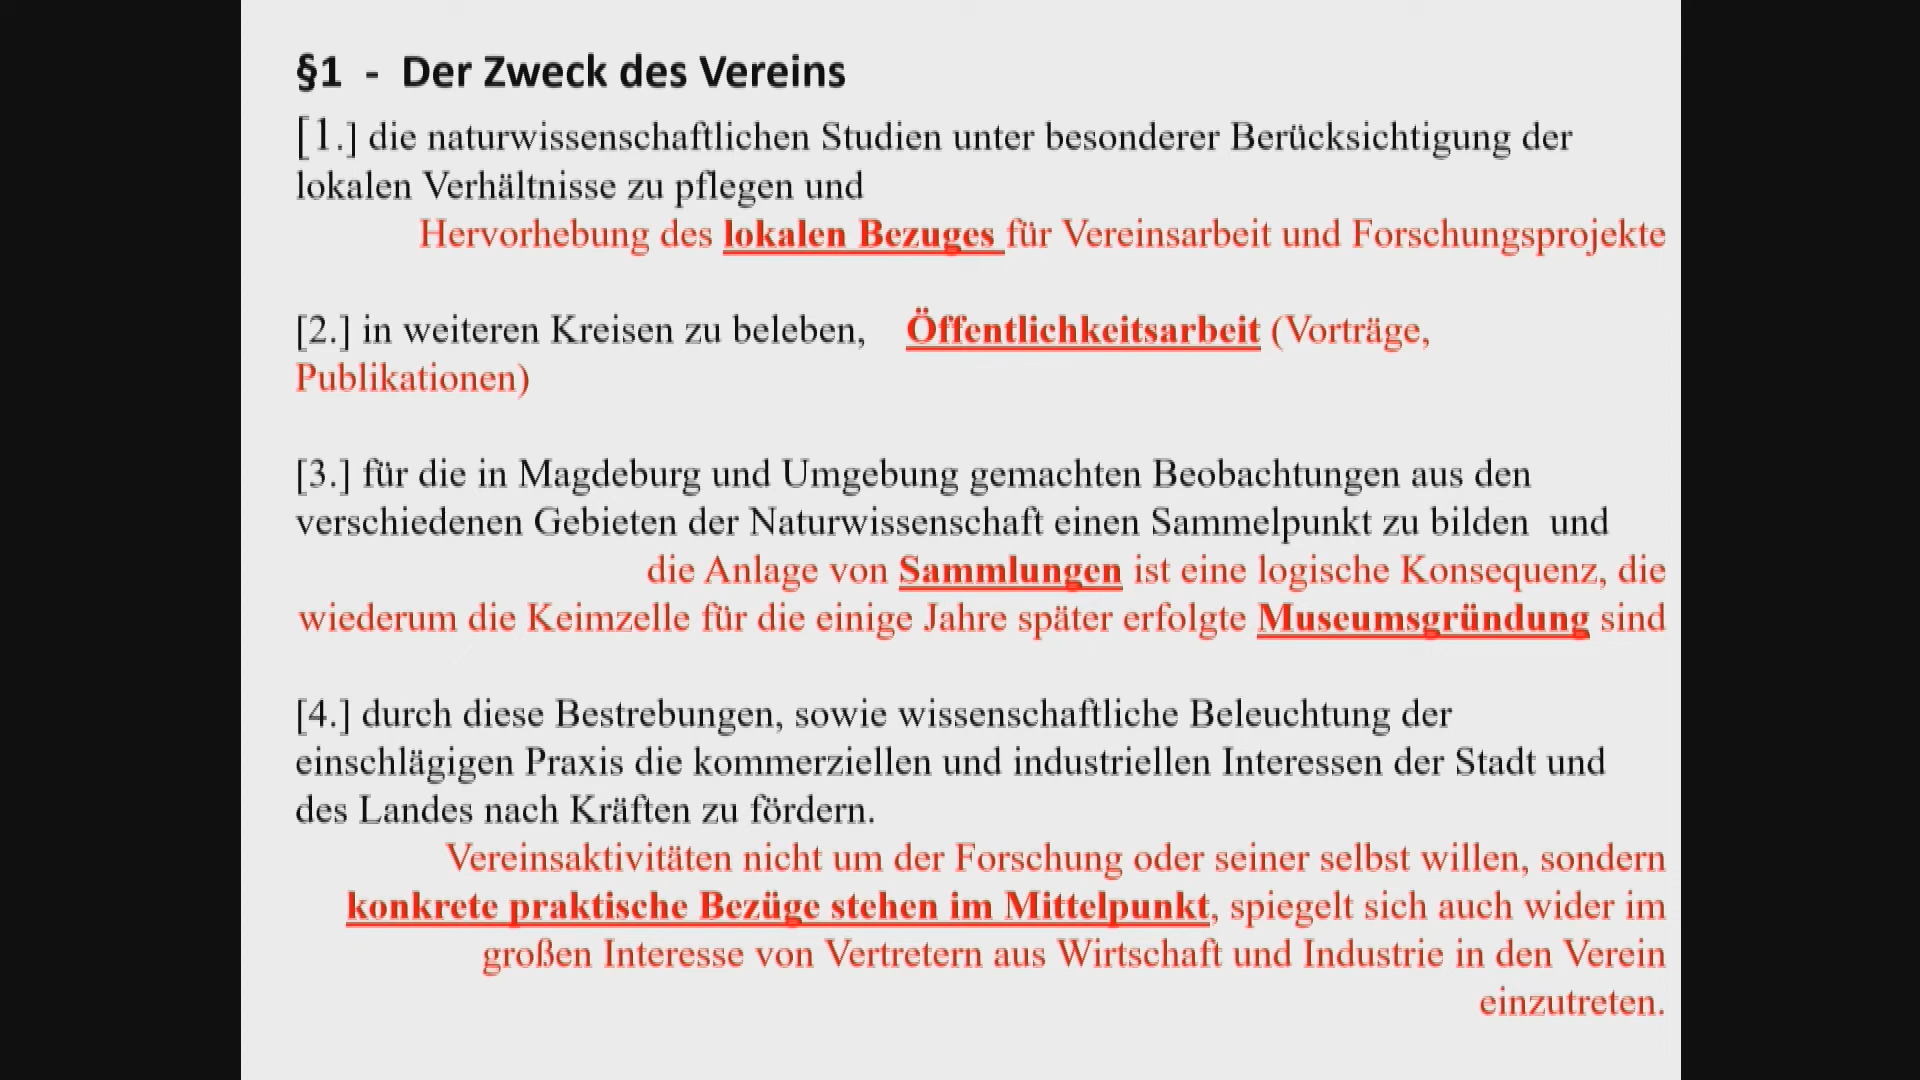 §1 - Der Zweck des Vereins
[1.] die naturwissenschaftlichen Studien unter besonderer Berücksichtigung der
lokalen Verhältnisse zu pflegen und
Hervorhebung des lokalen Bezuges für Vereinsarbeit und Forschungsprojekte
[2.] in weiteren Kreisen zu beleben, Öffentlichkeitsarbeit (Vorträge,
Publikationen)
[3.] für die in Magdeburg und Umgebung gemachten Beobachtungen aus den
verschiedenen Gebieten der Naturwissenschaft einen Sammelpunkt zu bilden und
die Anlage von Sammlungen ist eine logische Konsequenz, die
wiederum die Keimzelle für die einige Jahre später erfolgte Museumsgründung sind
[4.] durch diese Bestrebungen, sowie wissenschaftliche Beleuchtung der
einschlägigen Praxis die kommerziellen und industriellen Interessen der Stadt und
des Landes nach Kräften zu fördern.
Vereinsaktivitäten nicht um der Forschung oder seiner selbst willen, sondern
konkrete praktische Bezüge stehen im Mittelpunkt, spiegelt sich auch wider im
großen Interesse von Vertretern aus Wirtschaft und Industrie in den Verein
einzutreten.